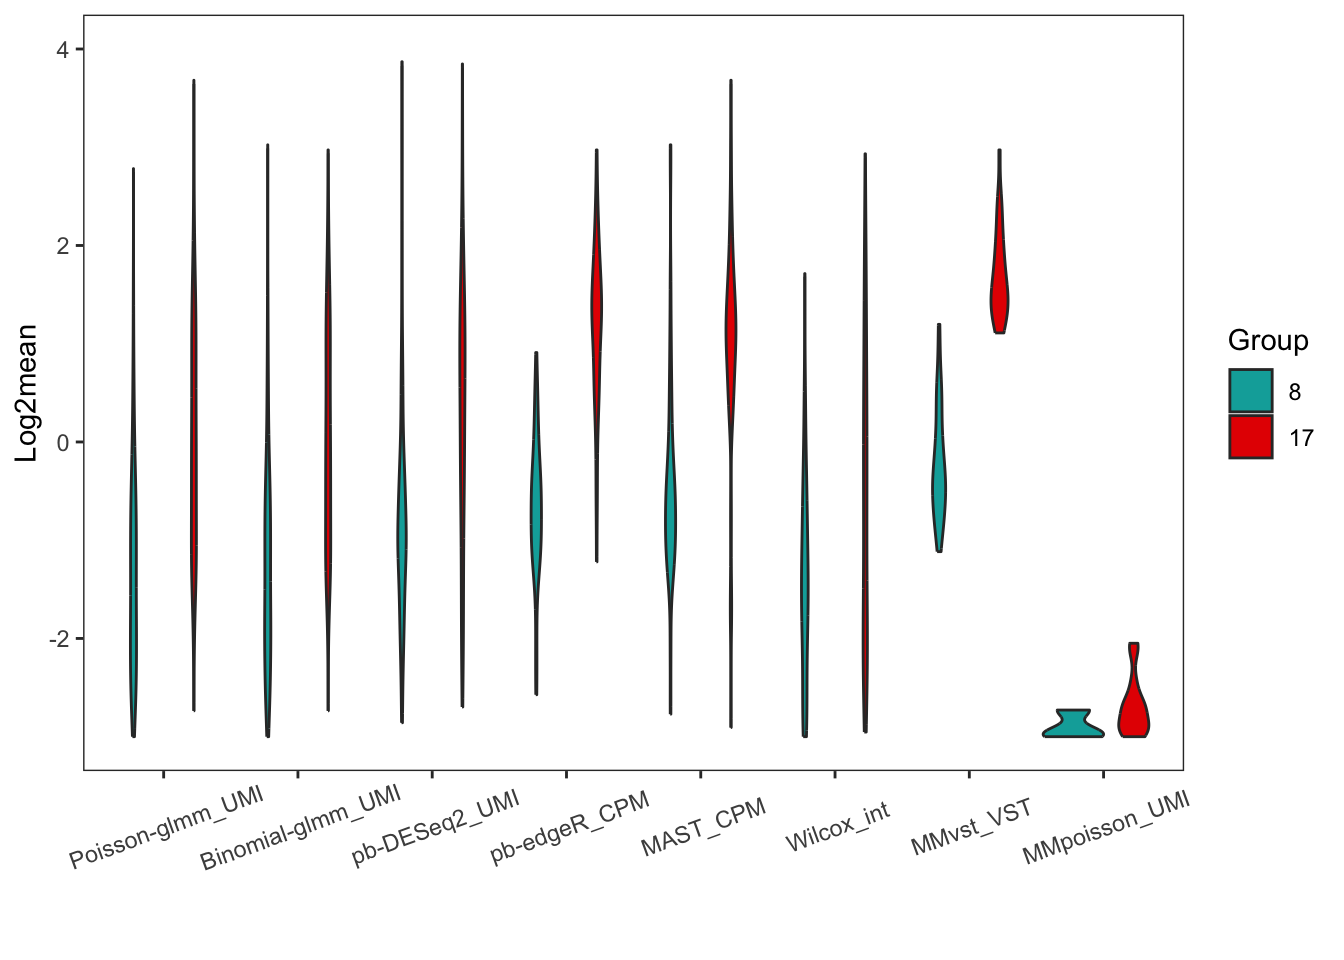 Log2mean
4
2
0
-2
Poisson-glmm_UMI
Binomial-glmm_UMI
pb-DESeq2_UMI
pb-edgeR_CPM
MAST_CPM
Wilcox_int
MMvst_VST
MMpoisson_UMI
Group
8
17